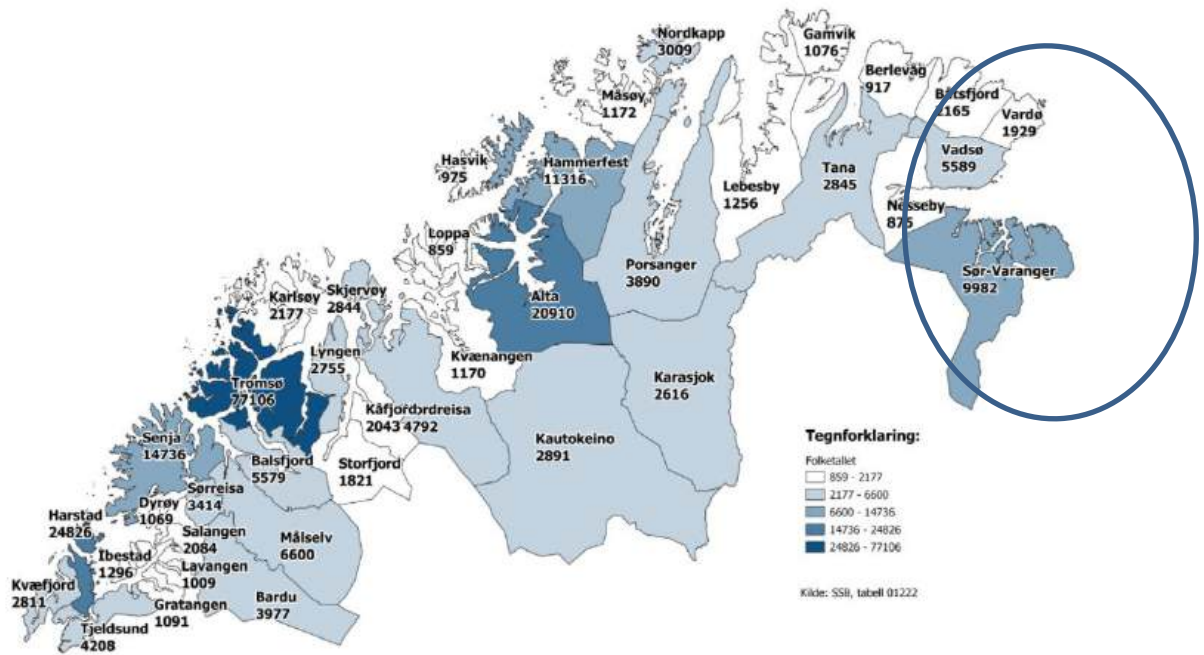 Nordkapp
3009
Gamvik
1076
Berlevåg
917
Båtsfjord
2165
Vardø
1929
Måsøy
1172
Hasvik
975
Hammerfest
11316
Vadsø
5589
Tana
2845
Lebesby
1256
Nesseby
876
Loppa
859
Porsanger
3890
Sør-Varanger
9982
Karlsøy
2177
Skjervøy
2844
Alta
20910
Lyngen
2755
Kvænangen
1170
Tromsø
77106
Karasjok
2616
Kåfjord
2043
rdreisa
4792
Kautokeino
2891
Senja
14736
Balsfjord
5579
Storfjord
1821
Sørreisa
3414
Dyrøy
1069
Harstad
24826
Salangen
2084
Målselv
6600
Ibestad
1296
Lavangen
1009
Kvæfjord
2811
Gratangen
1091
Bardu
3977
Tjeldsund
4208
Tegnforklaring:
Folketallet
859 - 2177
2177 - 6600
6600 - 14736
14736 - 24826
24826 - 77106
Kilde: SSB, tabell 01222